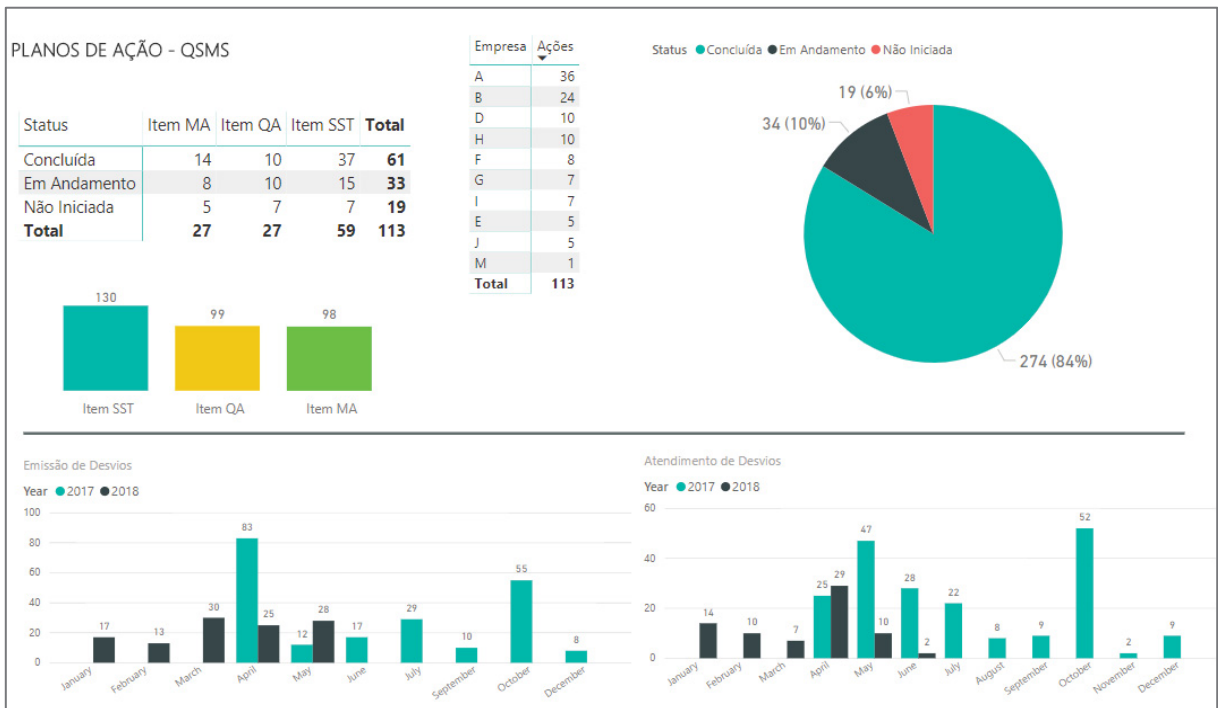 PLANOS DE AÇÃO - QSMS
Status Item MA Item QA Item SST Total
Concluída 14 10 37 61
Em Andamento 8 10 15 33
Não Iniciada 5 7 7 19
Total 27 27 59 113
130
99
98
Item SST Item QA Item MA
Empresa Ações
A 36
B 24
D 10
H 10
F 8
G 7
I 7
E 5
J 5
M 1
Total 113
Status Concluída Em Andamento Não Iniciada
19 (6%)
34 (10%)
274 (84%)
Emissão de Desvios
Year 2017 2018
100
80
60
40
20
0
17
13
30
83
25
12
28
17
29
10
55
8
January February March April May June July September October December
Atendimento de Desvios
Year 2017 2018
60
40
20
0
14
10
7
25
29
47
10
28
2
22
8
9
52
2
9
January February March April May June July August September October November December